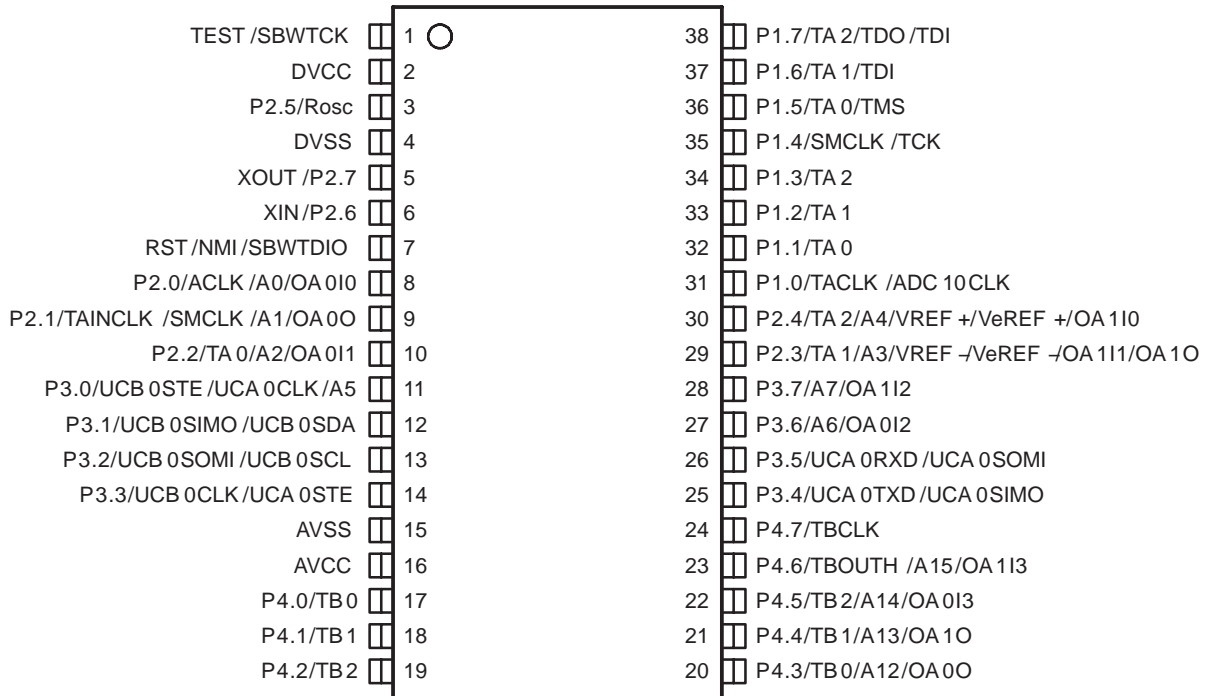 TEST/SBWTCK 1 38 P1.7/TA2/TDO/TDI
DVCC 2 37 P1.6/TA1/TDI
P2.5/Rosc 3 36 P1.5/TA0/TMS
DVSS 4 35 P1.4/SMCLK/TCK
XOUT/P2.7 5 34 P1.3/TA2
XIN/P2.6 6 33 P1.2/TA1
RST/NMI/SBWTDIO 7 32 P1.1/TA0
P2.0/ACLK/A0/OA0I0 8 31 P1.0/TACLK/ADC10CLK
P2.1/TAINCLK/SMCLK/A1/OA0O 9 30 P2.4/TA2/A4/VREF+/VeREF+/OA1I0
P2.2/TA0/A2/OA0I1 10 29 P2.3/TA1/A3/VREF−/VeREF−/OA1I1/OA1O
P3.0/UCB0STE/UCA0CLK/A5 11 28 P3.7/A7/OA1I2
P3.1/UCB0SIMO/UCB0SDA 12 27 P3.6/A6/OA0I2
P3.2/UCB0SOMI/UCB0SCL 13 26 P3.5/UCA0RXD/UCA0SOMI
P3.3/UCB0CLK/UCA0STE 14 25 P3.4/UCA0TXD/UCA0SIMO
AVSS 15 24 P4.7/TBCLK
AVCC 16 23 P4.6/TBOUTH/A15/OA1I3
P4.0/TB0 17 22 P4.5/TB2/A14/OA0I3
P4.1/TB1 18 21 P4.4/TB1/A13/OA1O
P4.2/TB2 19 20 P4.3/TB0/A12/OA0O